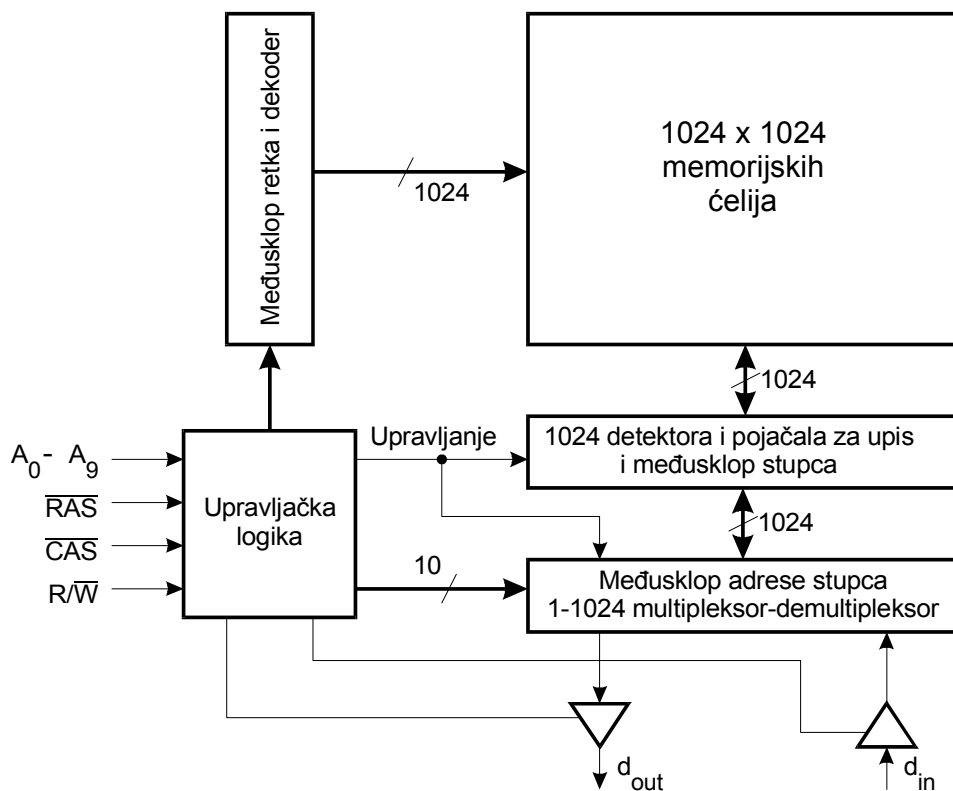 Međusklop retka i dekoder
1024 x 1024
memorijskih
ćelija
1024
1024
Upravljanje
1024 detektora i pojačala za upis
i međusklop stupca
A0 - A9
RAS
CAS
R/W
Upravljačka
logika
1024
10
Međusklop adrese stupca
1-1024 multipleksor-demultipleksor
dout
din